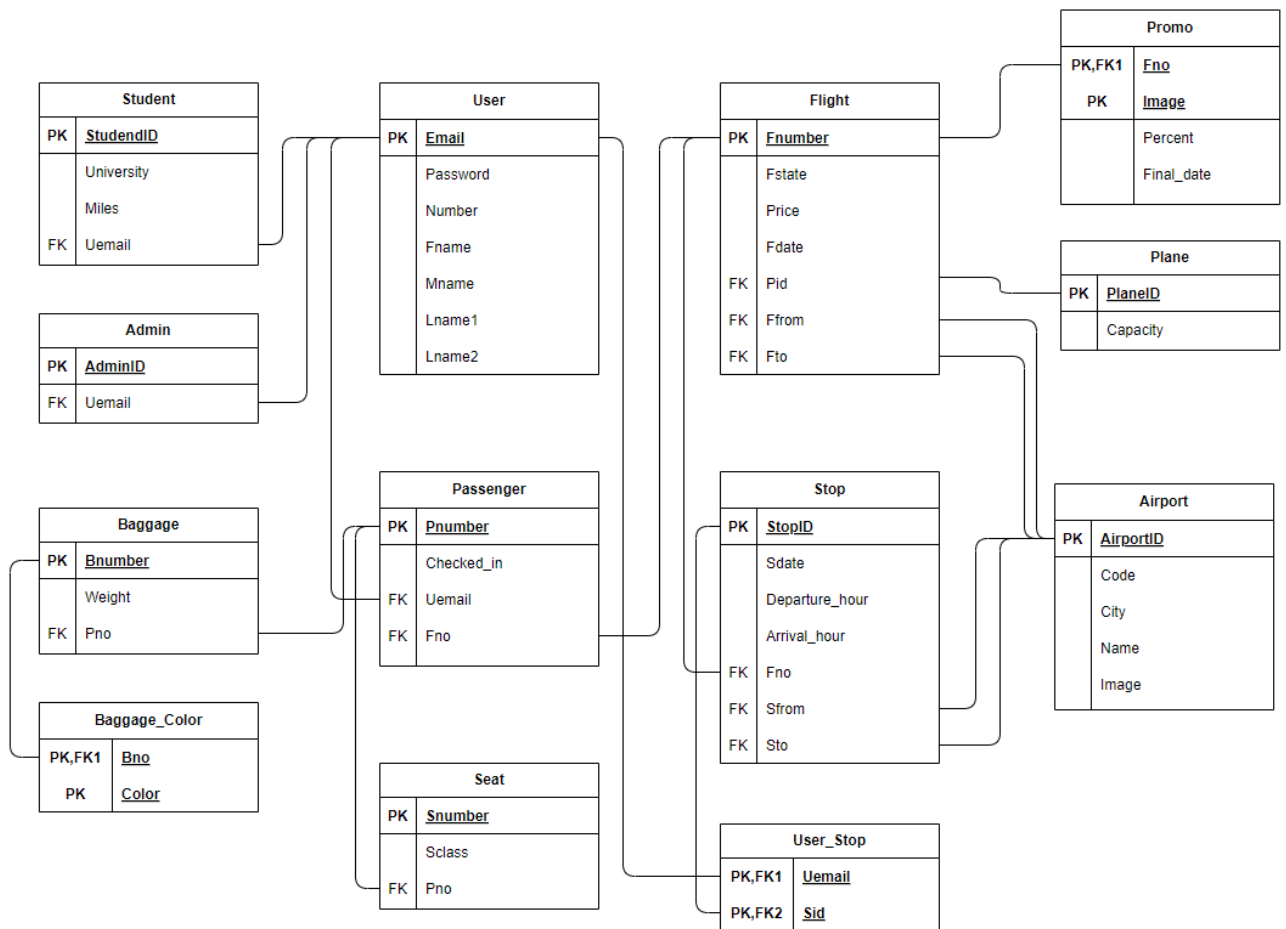 Student
PK StudendID
University
Miles
FK Uemail
Admin
PK AdminID
FK Uemail
Baggage
PK Bnumber
Weight
FK Pno
Baggage_Color
PK,FK1 Bno
PK Color
User
PK Email
Password
Number
Fname
Mname
Lname1
Lname2
Passenger
PK Pnumber
Checked_in
FK Uemail
FK Fno
Seat
PK Snumber
Sclass
FK Pno
Flight
PK Fnumber
Fstate
Price
Fdate
FK Pid
FK Ffrom
FK Fto
Stop
PK StopID
Sdate
Departure_hour
Arrival_hour
FK Fno
FK Sfrom
FK Sto
User_Stop
PK,FK1 Uemail
PK,FK2 Sid
Promo
PK,FK1 Fno
PK Image
Percent
Final_date
Plane
PK PlaneID
Capacity
Airport
PK AirportID
Code
City
Name
Image